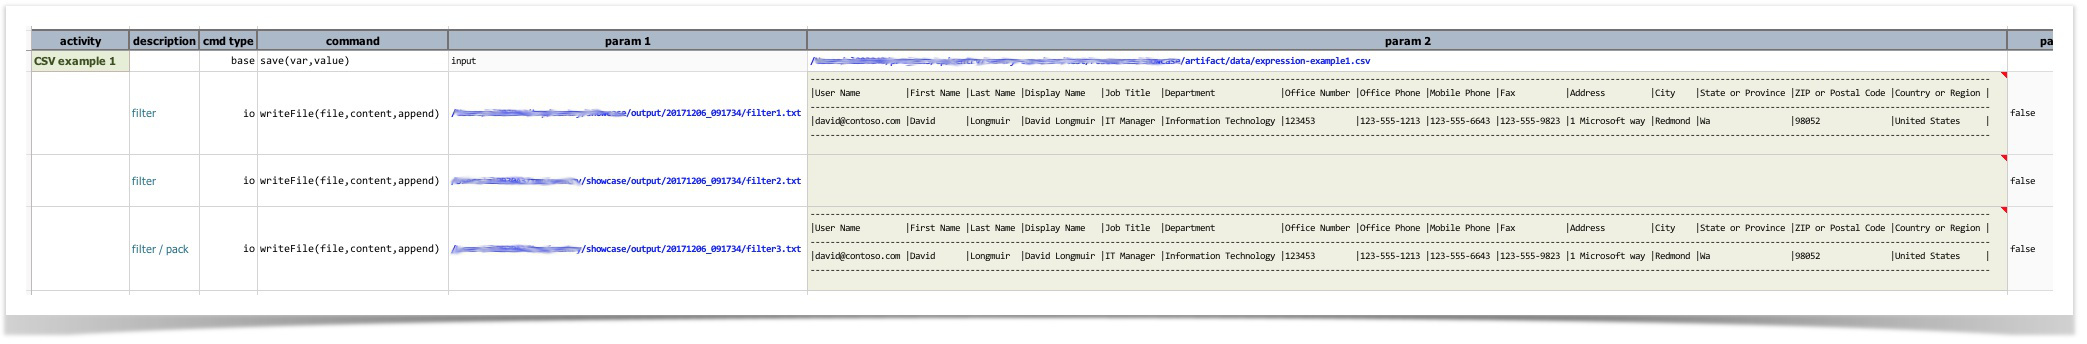 activity description cmd type command param 1 param 2 pa
CSV example 1 base save(var,value) input /artifact/data/expression-example1.csv
|User Name |First Name |Last Name |Display Name |Job Title |Department |Office Number |Office Phone |Mobile Phone |Fax |Address |City |State or Province |ZIP or Postal Code |Country or Region |
filter io writeFile(file,content,append) /output/20171206_091734/filter1.txt false
|david@contoso.com |David |Longmuir |David Longmuir |IT Manager |Information Technology |123453 |123-555-1213 |123-555-6643 |123-555-9823 |1 Microsoft way |Redmond |Wa |98052 |United States |
filter io writeFile(file,content,append) /showcase/output/20171206_091734/filter2.txt false
|User Name |First Name |Last Name |Display Name |Job Title |Department |Office Number |Office Phone |Mobile Phone |Fax |Address |City |State or Province |ZIP or Postal Code |Country or Region |
filter / pack io writeFile(file,content,append) /showcase/output/20171206_091734/filter3.txt false
|david@contoso.com |David |Longmuir |David Longmuir |IT Manager |Information Technology |123453 |123-555-1213 |123-555-6643 |123-555-9823 |1 Microsoft way |Redmond |Wa |98052 |United States |